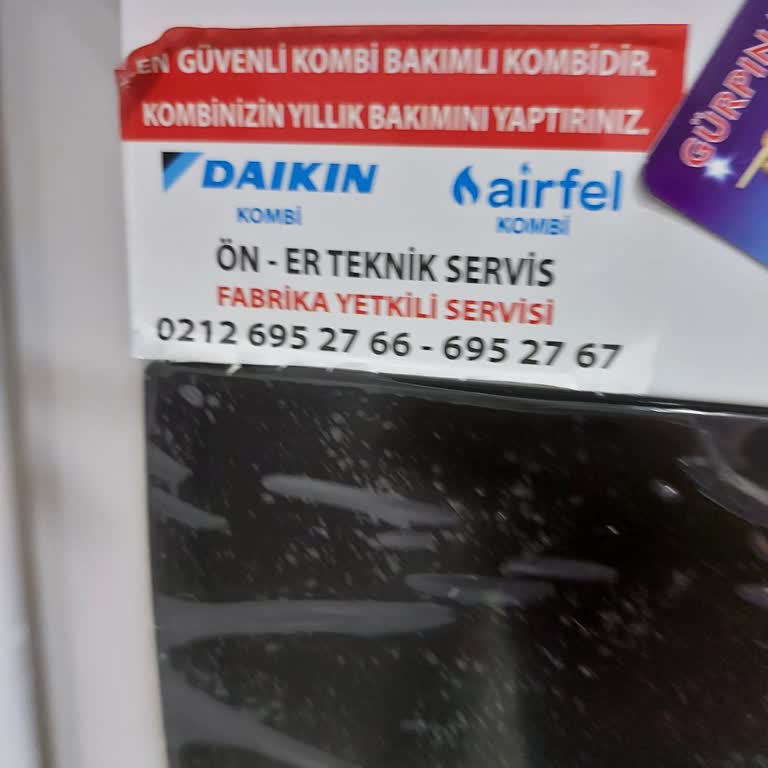 EN GÜVENLİ KOMBİ BAKIMLI KOMBİDİR.
KOMBİNİZİN YILLIK BAKIMINI YAPTIRINIZ.
DAIKIN airfel
KOMBİ KOMBİ
ÖN - ER TEKNİK SERVİS
FABRİKA YETKİLİ SERVİSİ
0212 695 27 66 - 695 27 67